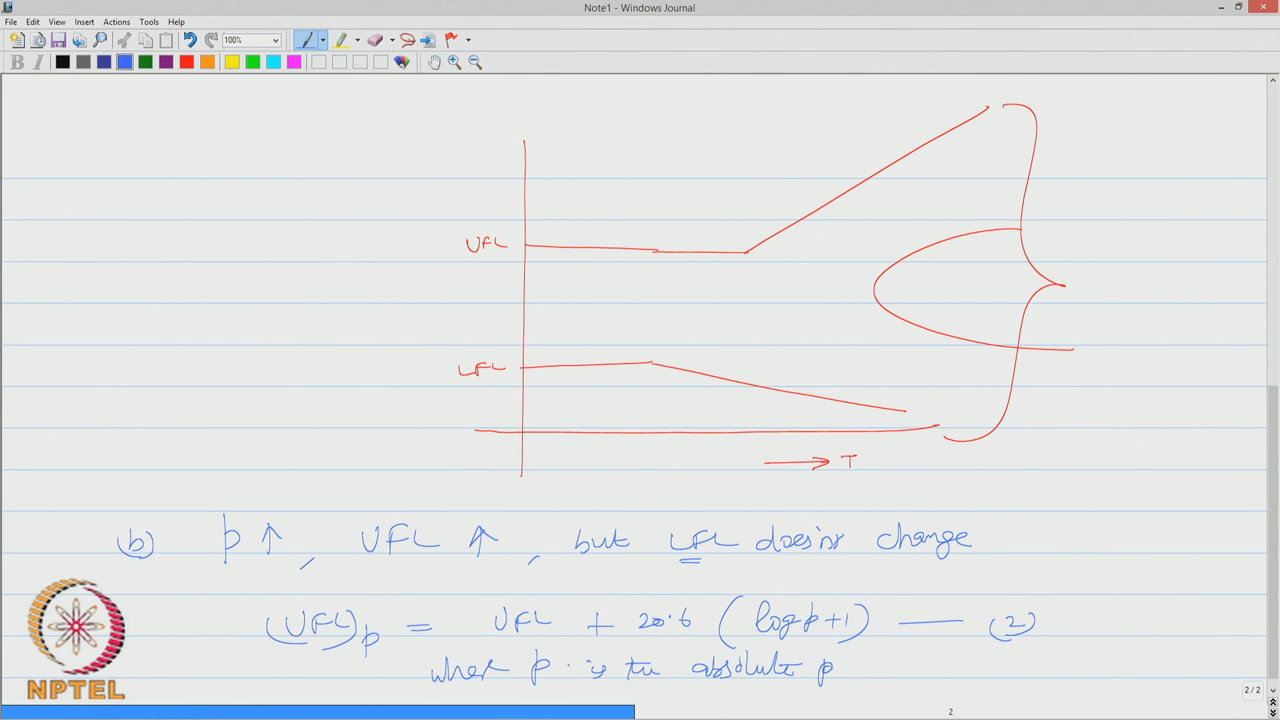 Note1 - Windows Journal
File Edit View Insert Actions Tools Help
100%
B I
UFL
LFL
→ T
(b) p ↑, UFL ↑, but LFL doesn't change
(UFL)p = UFL + 20.6 (log p + 1) — (2)
where p is the absolute p
NPTEL
2/2
2